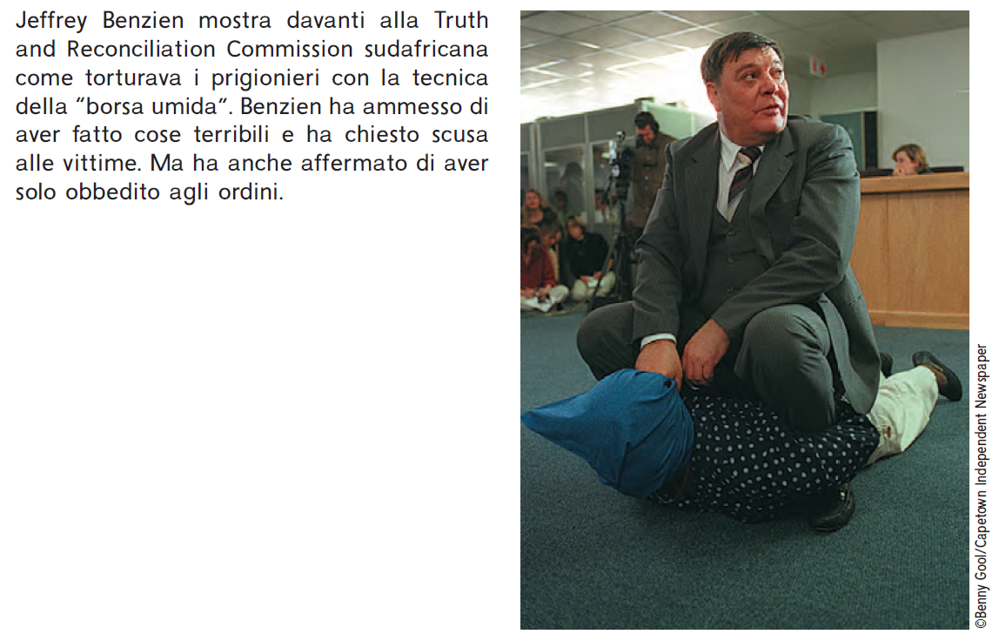 Jeffrey Benzien mostra davanti alla Truth
and Reconciliation Commission sudafricana
come torturava i prigionieri con la tecnica
della “borsa umida”. Benzien ha ammesso di
aver fatto cose terribili e ha chiesto scusa
alle vittime. Ma ha anche affermato di aver
solo obbedito agli ordini.
©Benny Gool/Capetown Independent Newspaper